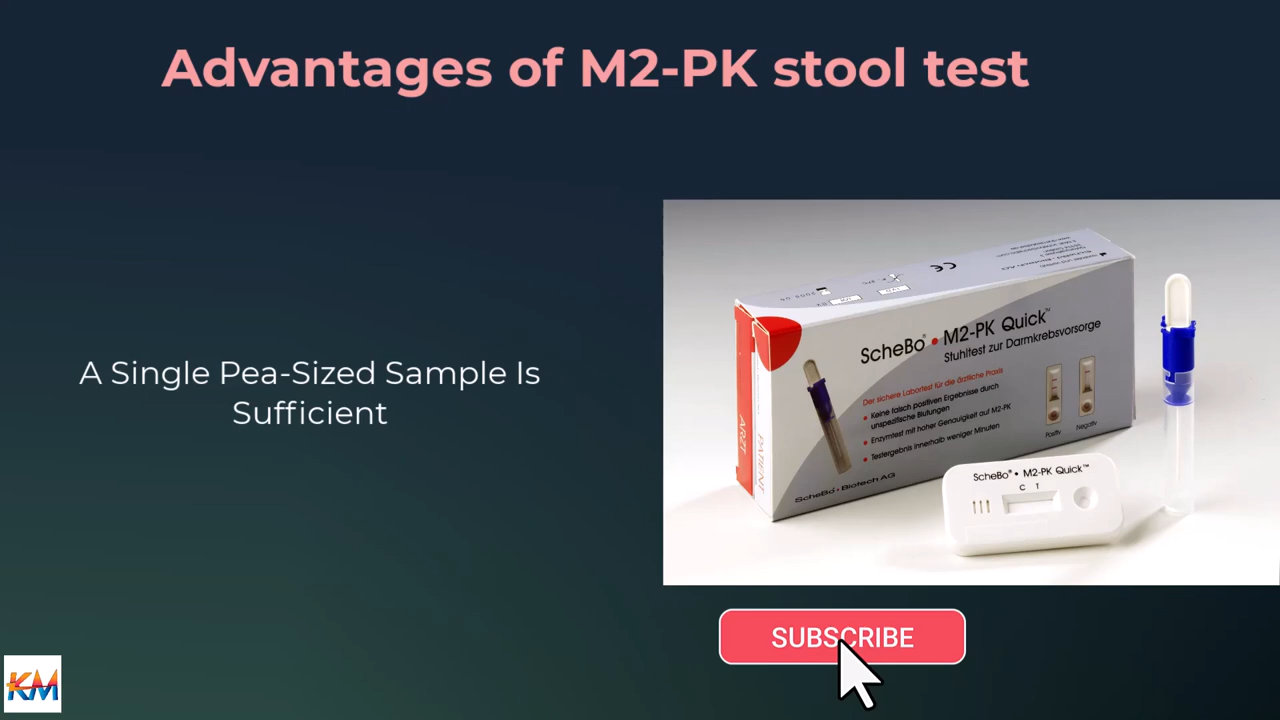 Advantages of M2-PK stool test
A Single Pea-Sized Sample Is
Sufficient
ScheBo® • M2-PK Quick™
Stuhltest zur Darmkrebsvorsorge
Der sichere Labortest für die ärztliche Praxis
• Keine falsch positiven Ergebnisse durch
unspezifische Blutungen
• Enzymtest mit hoher Genauigkeit auf M2-PK
• Testergebnis innerhalb weniger Minuten
Positiv
Negativ
ScheBo® • Biotech AG
ARZT
PATIENT
CE
ScheBo® • M2-PK Quick™
C T
SUBSCRIBE
KM